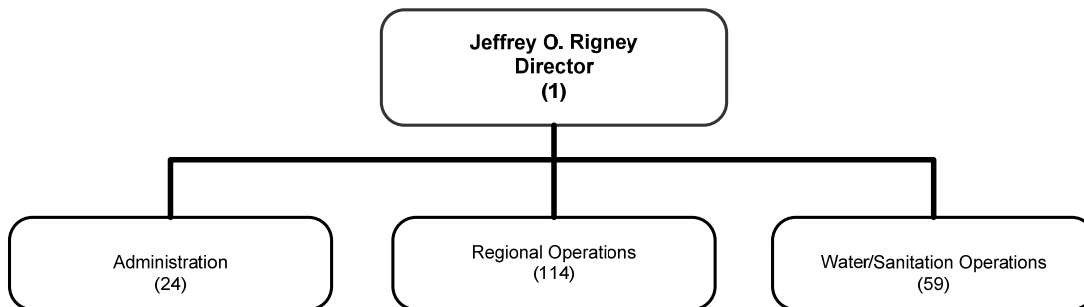 Jeffrey O. Rigney
Director
(1)
Administration
(24)
Regional Operations
(114)
Water/Sanitation Operations
(59)